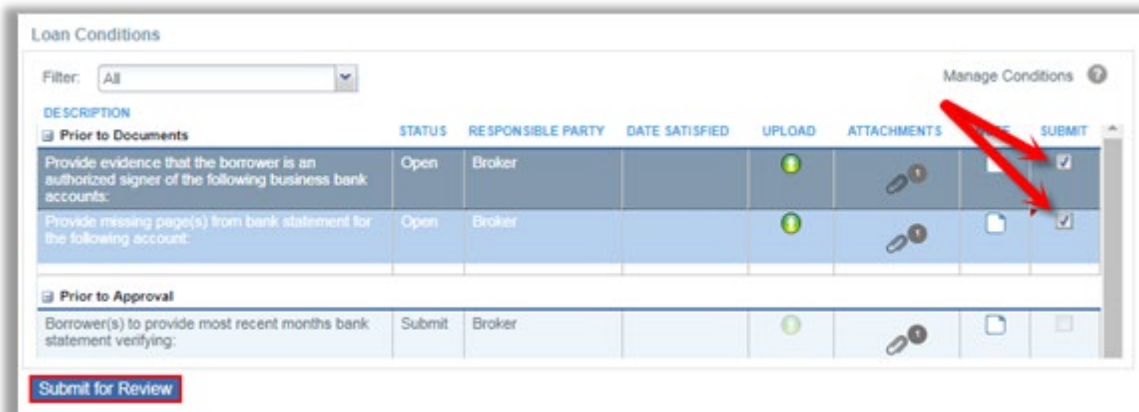 Loan Conditions
Filter: All
Manage Conditions ?
DESCRIPTION
Prior to Documents STATUS RESPONSIBLE PARTY DATE SATISFIED UPLOAD ATTACHMENTS SUBMIT
Provide evidence that the borrower is an Open Broker
authorized signer of the following business bank 1
accounts:
Provide missing page(s) from bank statement for Open Broker
the following account: 1
Prior to Approval
Borrower(s) to provide most recent months bank Submit Broker
statement verifying: 1
Submit for Review